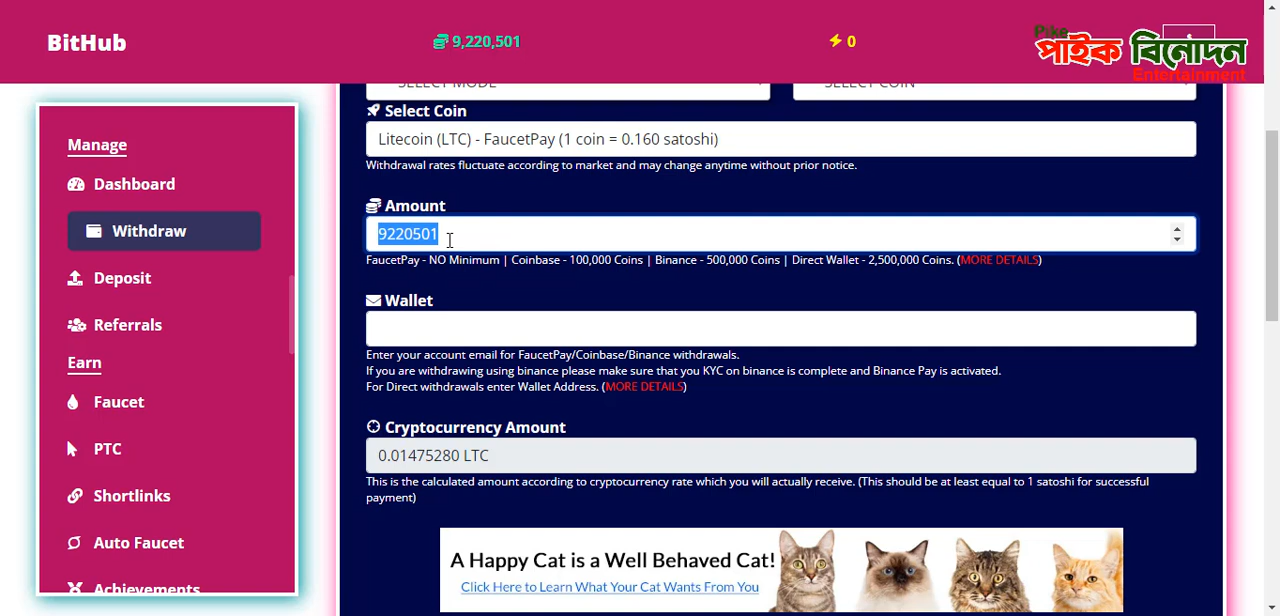 BitHub
9,220,501
0
Pike
পাইক বিনোদন
Entertainment
Manage
Dashboard
Withdraw
Deposit
Referrals
Earn
Faucet
PTC
Shortlinks
Auto Faucet
Achievements
SELECT MODE
SELECT COIN
Select Coin
Litecoin (LTC) - FaucetPay (1 coin = 0.160 satoshi)
Withdrawal rates fluctuate according to market and may change anytime without prior notice.
Amount
9220501
FaucetPay - NO Minimum | Coinbase - 100,000 Coins | Binance - 500,000 Coins | Direct Wallet - 2,500,000 Coins. (MORE DETAILS)
Wallet
Enter your account email for FaucetPay/Coinbase/Binance withdrawals.
If you are withdrawing using binance please make sure that you KYC on binance is complete and Binance Pay is activated.
For Direct withdrawals enter Wallet Address. (MORE DETAILS)
Cryptocurrency Amount
0.01475280 LTC
This is the calculated amount according to cryptocurrency rate which you will actually receive. (This should be at least equal to 1 satoshi for successful
payment)
A Happy Cat is a Well Behaved Cat!
Click Here to Learn What Your Cat Wants From You